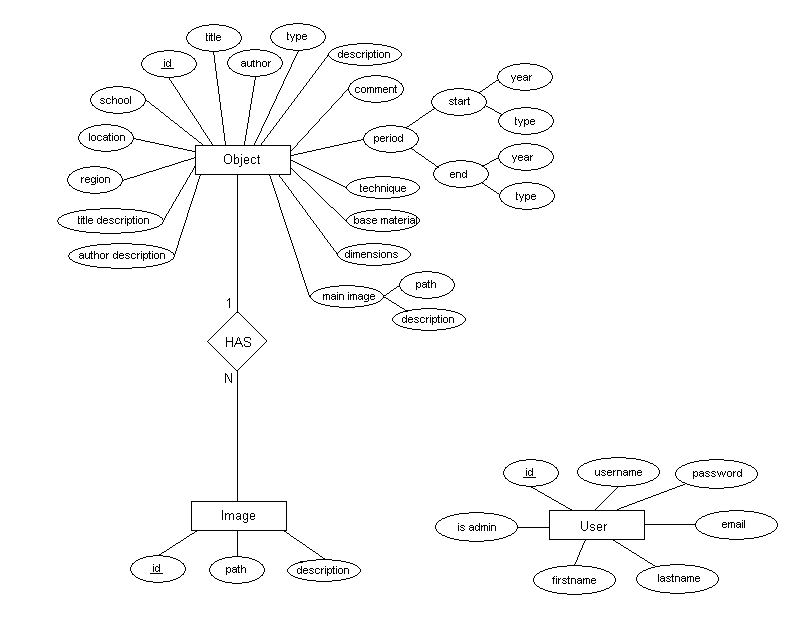 title
type
id
author
description
year
school
comment
start
type
location
period
Object
year
region
end
technique
type
title description
base material
author description
dimensions
main image
path
description
1
HAS
N
id
username
password
is admin
User
email
Image
firstname
lastname
id
path
description